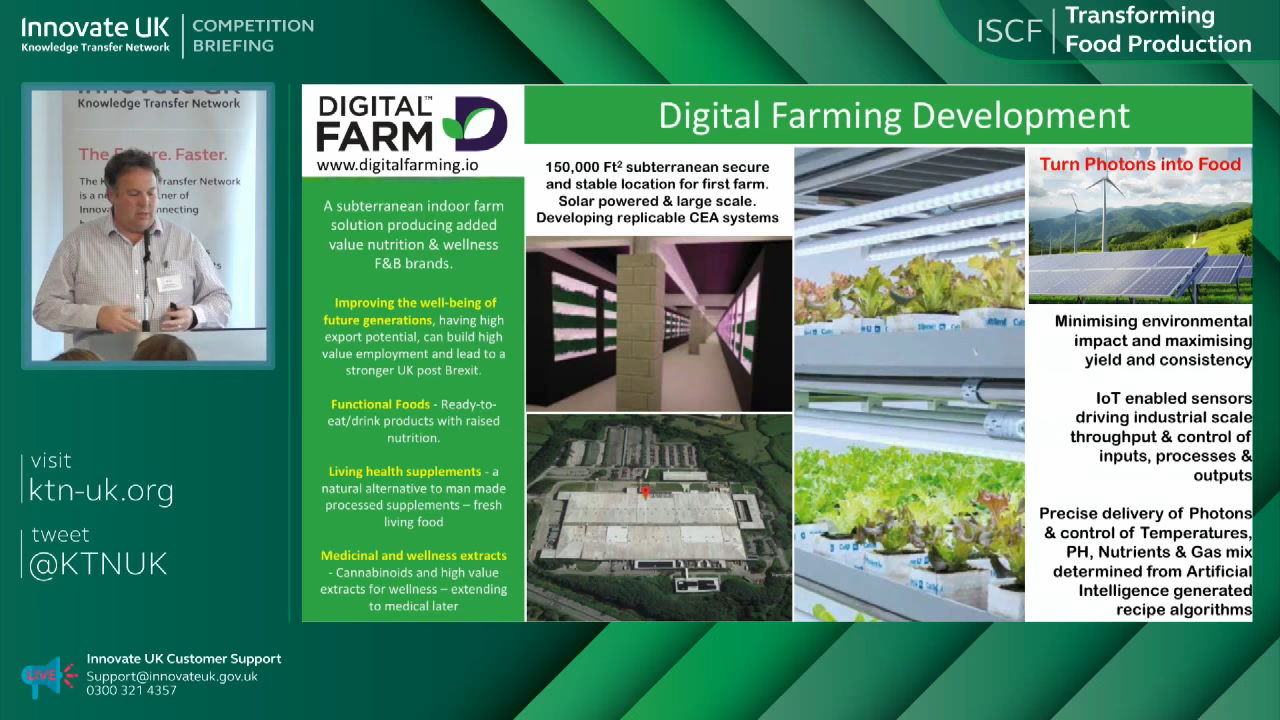 Innovate UK
Knowledge Transfer Network
COMPETITION
BRIEFING
ISCF
Transforming
Food Production
Knowledge Transfer Network
DIGITAL™
FARM
www.digitalfarming.io
Digital Farming Development
A subterranean indoor farm
solution producing added
value nutrition & wellness
F&B brands.
Improving the well-being of
future generations, having high
export potential, can build high
value employment and lead to a
stronger UK post Brexit.
Functional Foods - Ready-to-
eat/drink products with raised
nutrition.
Living health supplements - a
natural alternative to man made
processed supplements – fresh
living food
Medicinal and wellness extracts
- Cannabinoids and high value
extracts for wellness – extending
to medical later
150,000 Ft² subterranean secure
and stable location for first farm.
Solar powered & large scale.
Developing replicable CEA systems
Turn Photons into Food
Minimising environmental
impact and maximising
yield and consistency
IoT enabled sensors
driving industrial scale
throughput & control of
inputs, processes &
outputs
Precise delivery of Photons
& control of Temperatures,
PH, Nutrients & Gas mix
determined from Artificial
Intelligence generated
recipe algorithms
visit
ktn-uk.org
tweet
@KTNUK
LIVE
Innovate UK Customer Support
Support@innovateuk.gov.uk
0300 321 4357